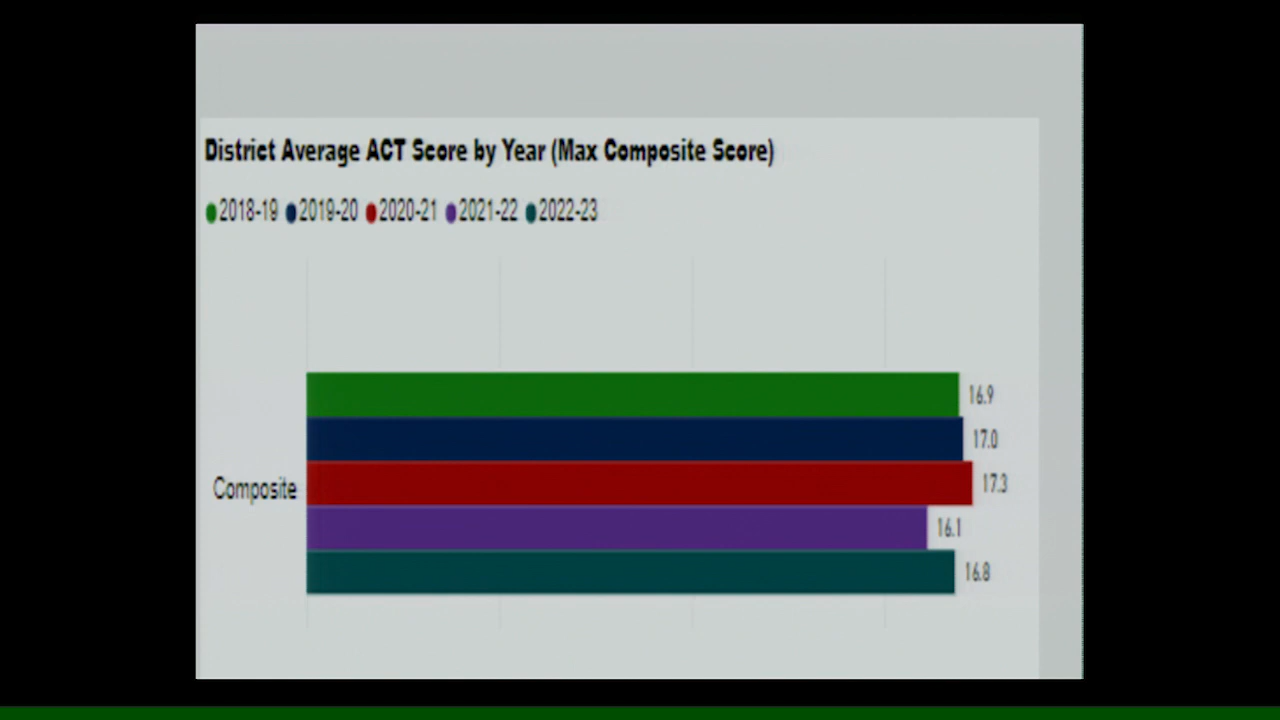 District Average ACT Score by Year (Max Composite Score)
2018-19 2019-20 2020-21 2021-22 2022-23
16.9
17.0
17.3
Composite
16.1
16.8